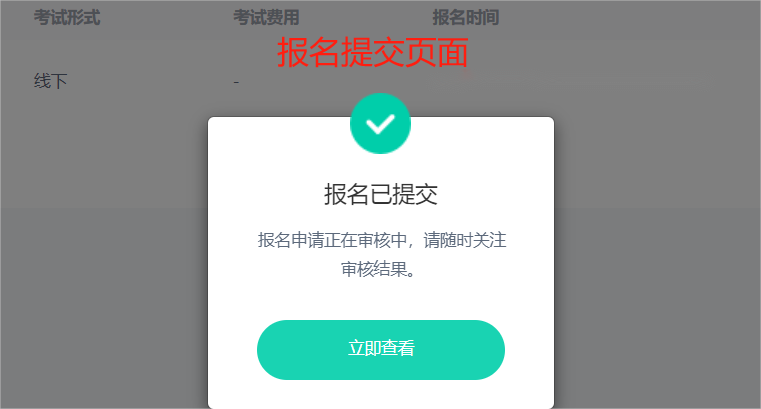 考试形式 考试费用 报名时间
报名提交页面
线下 -
报名已提交
报名申请正在审核中，请随时关注
审核结果。
立即查看